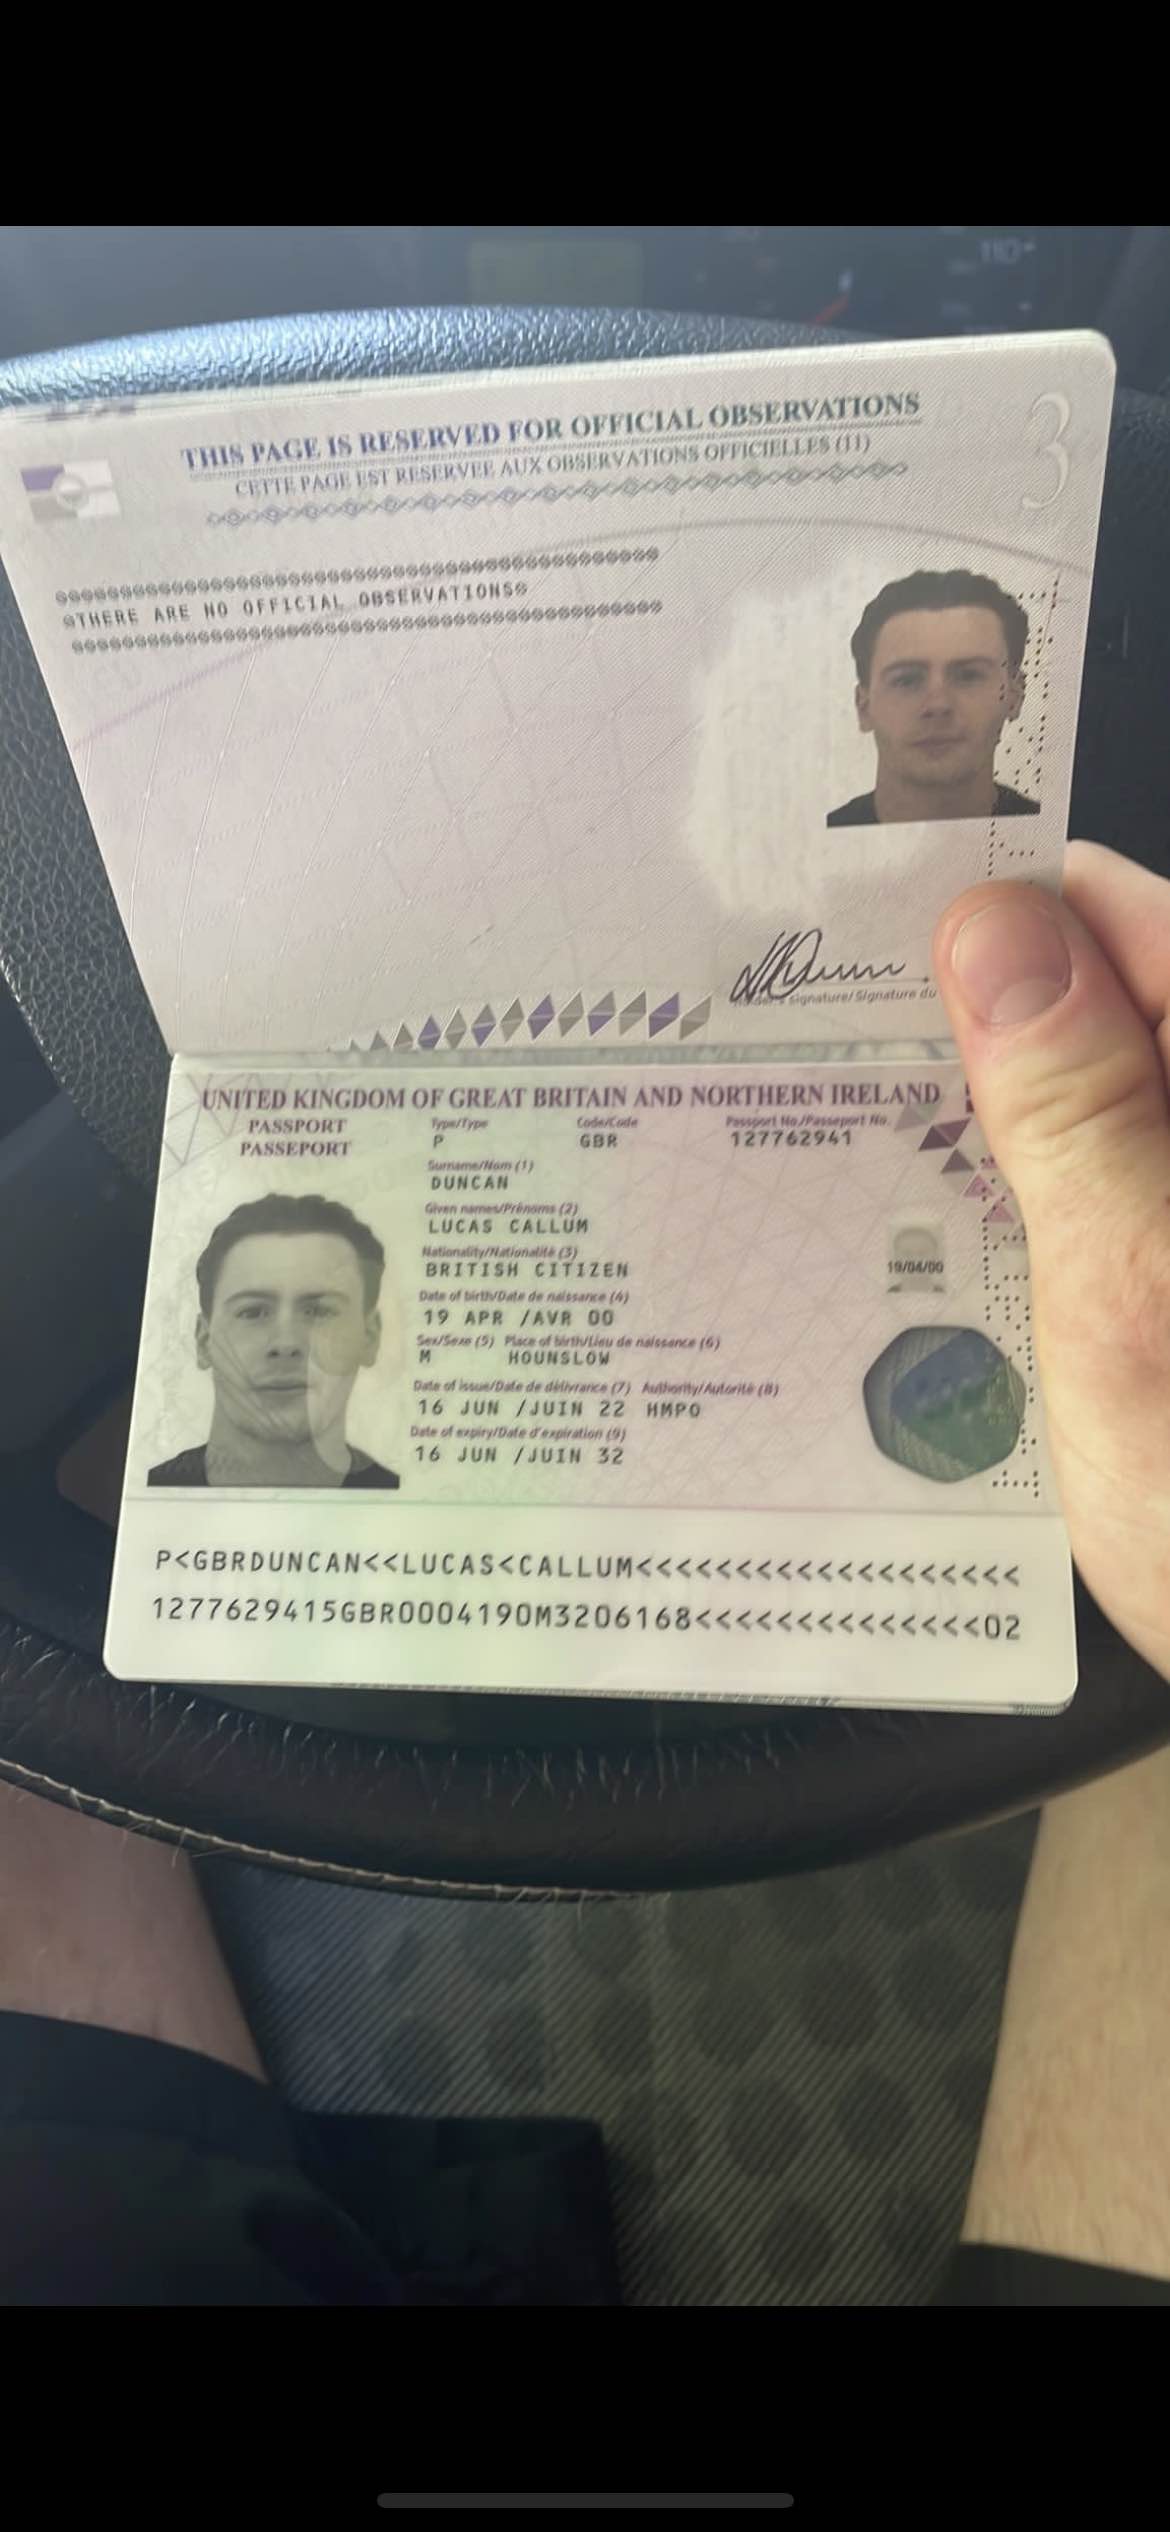 110
3
THIS PAGE IS RESERVED FOR OFFICIAL OBSERVATIONS
CETTE PAGE EST RESERVEE AUX OBSERVATIONS OFFICIELLES (11)
THERE ARE NO OFFICIAL OBSERVATIONS
signature/Signature du
UNITED KINGDOM OF GREAT BRITAIN AND NORTHERN IRELAND
PASSPORT
PASSEPORT
Type/Type Code/Code Passport No./Passeport No.
P GBR 127762941
Surname/Nom (1)
DUNCAN
Given names/Prénoms (2)
LUCAS CALLUM
Nationality/Nationalité (3)
BRITISH CITIZEN
Date of birth/Date de naissance (4)
19 APR /AVR 00
19/04/00
Sex/Sexe (5) Place of birth/Lieu de naissance (6)
M HOUNSLOW
Date of issue/Date de délivrance (7) Authority/Autorité (8)
16 JUN /JUIN 22 HMPO
Date of expiry/Date d'expiration (9)
16 JUN /JUIN 32
P<GBRDUNCAN<<LUCAS<CALLUM<<<<<<<<<<<<<<<<<<<
1277629415GBR0004190M3206168<<<<<<<<<<<<<<02